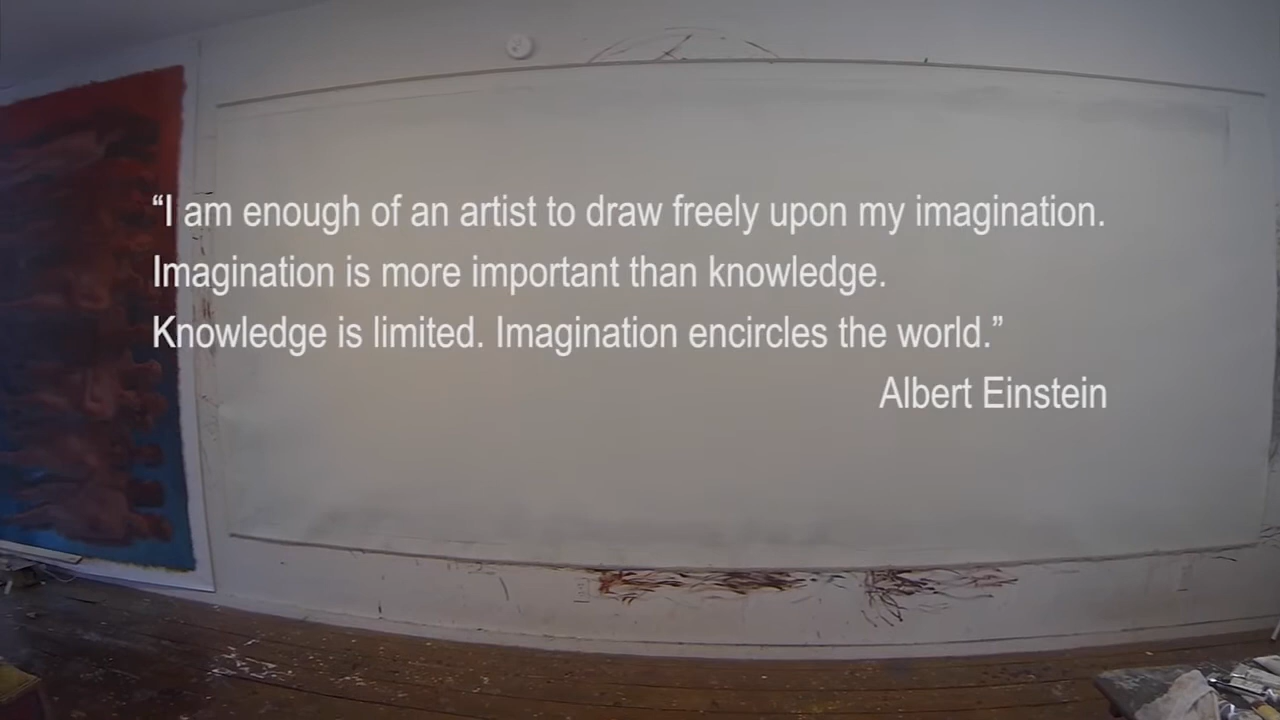 “I am enough of an artist to draw freely upon my imagination.
Imagination is more important than knowledge.
Knowledge is limited. Imagination encircles the world.”
Albert Einstein